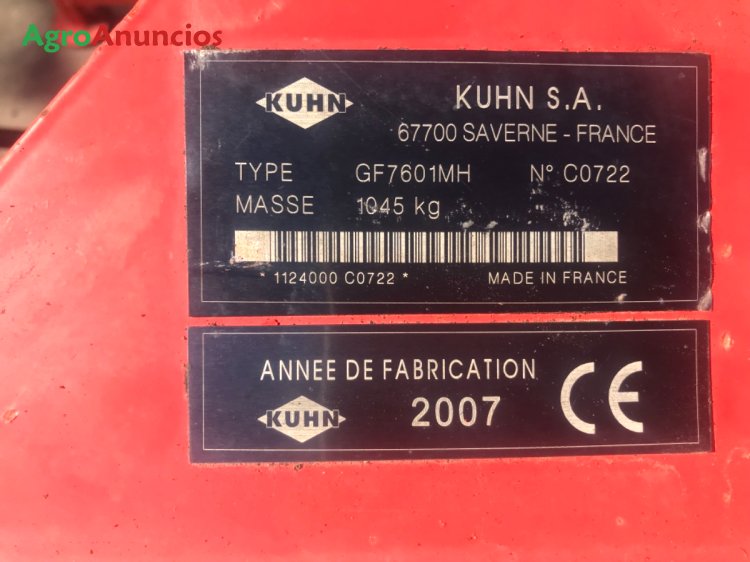 AgroAnuncios
KUHN
KUHN S.A.
67700 SAVERNE - FRANCE
TYPE GF7601MH N° C0722
MASSE 1045 kg
* 1124000 C0722 * MADE IN FRANCE
ANNEE DE FABRICATION
KUHN 2007 CE